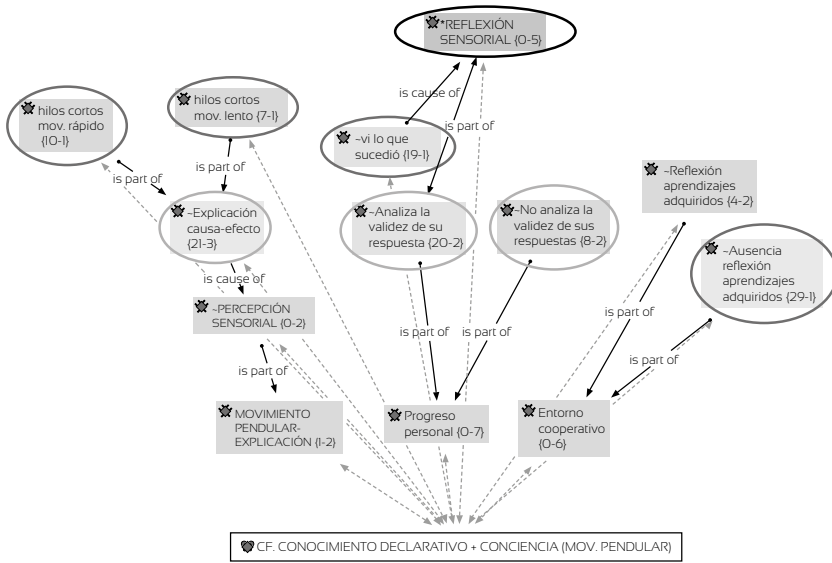 *REFLEXIÓN
SENSORIAL {0-5}
hilos cortos
mov. rápido
{10-1}
hilos cortos
mov. lento {7-1}
is cause of
is part of
~vi lo que
sucedió {19-1}
is part of
is part of
~Reflexión
aprendizajes
adquiridos {4-2}
~Explicación
causa-efecto
{21-3}
~Analiza la
validez de su
respuesta {20-2}
~No analiza la
validez de sus
respuestas {8-2}
~Ausencia
reflexión
aprendizajes
adquiridos {29-1}
is cause of
~PERCEPCIÓN
SENSORIAL {0-2}
is part of
is part of
is part of
is part of
is part of
MOVIMIENTO
PENDULAR-
EXPLICACIÓN {1-2}
Progreso
personal {0-7}
Entorno
cooperativo
{0-6}
CF. CONOCIMIENTO DECLARATIVO + CONCIENCIA (MOV. PENDULAR)